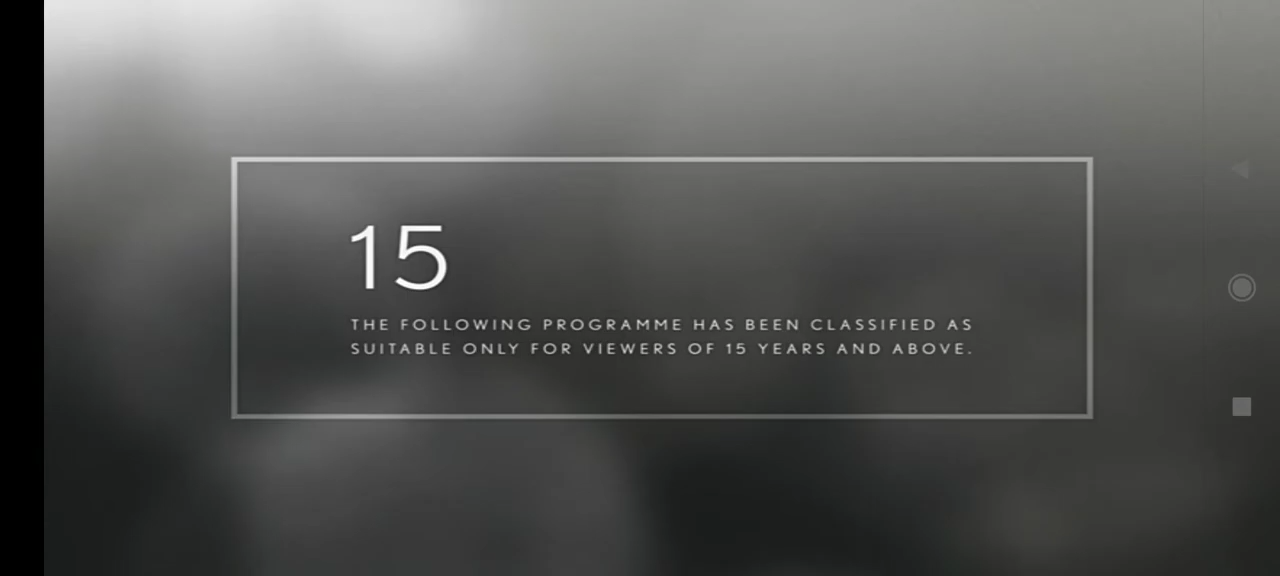 15
THE FOLLOWING PROGRAMME HAS BEEN CLASSIFIED AS
SUITABLE ONLY FOR VIEWERS OF 15 YEARS AND ABOVE.